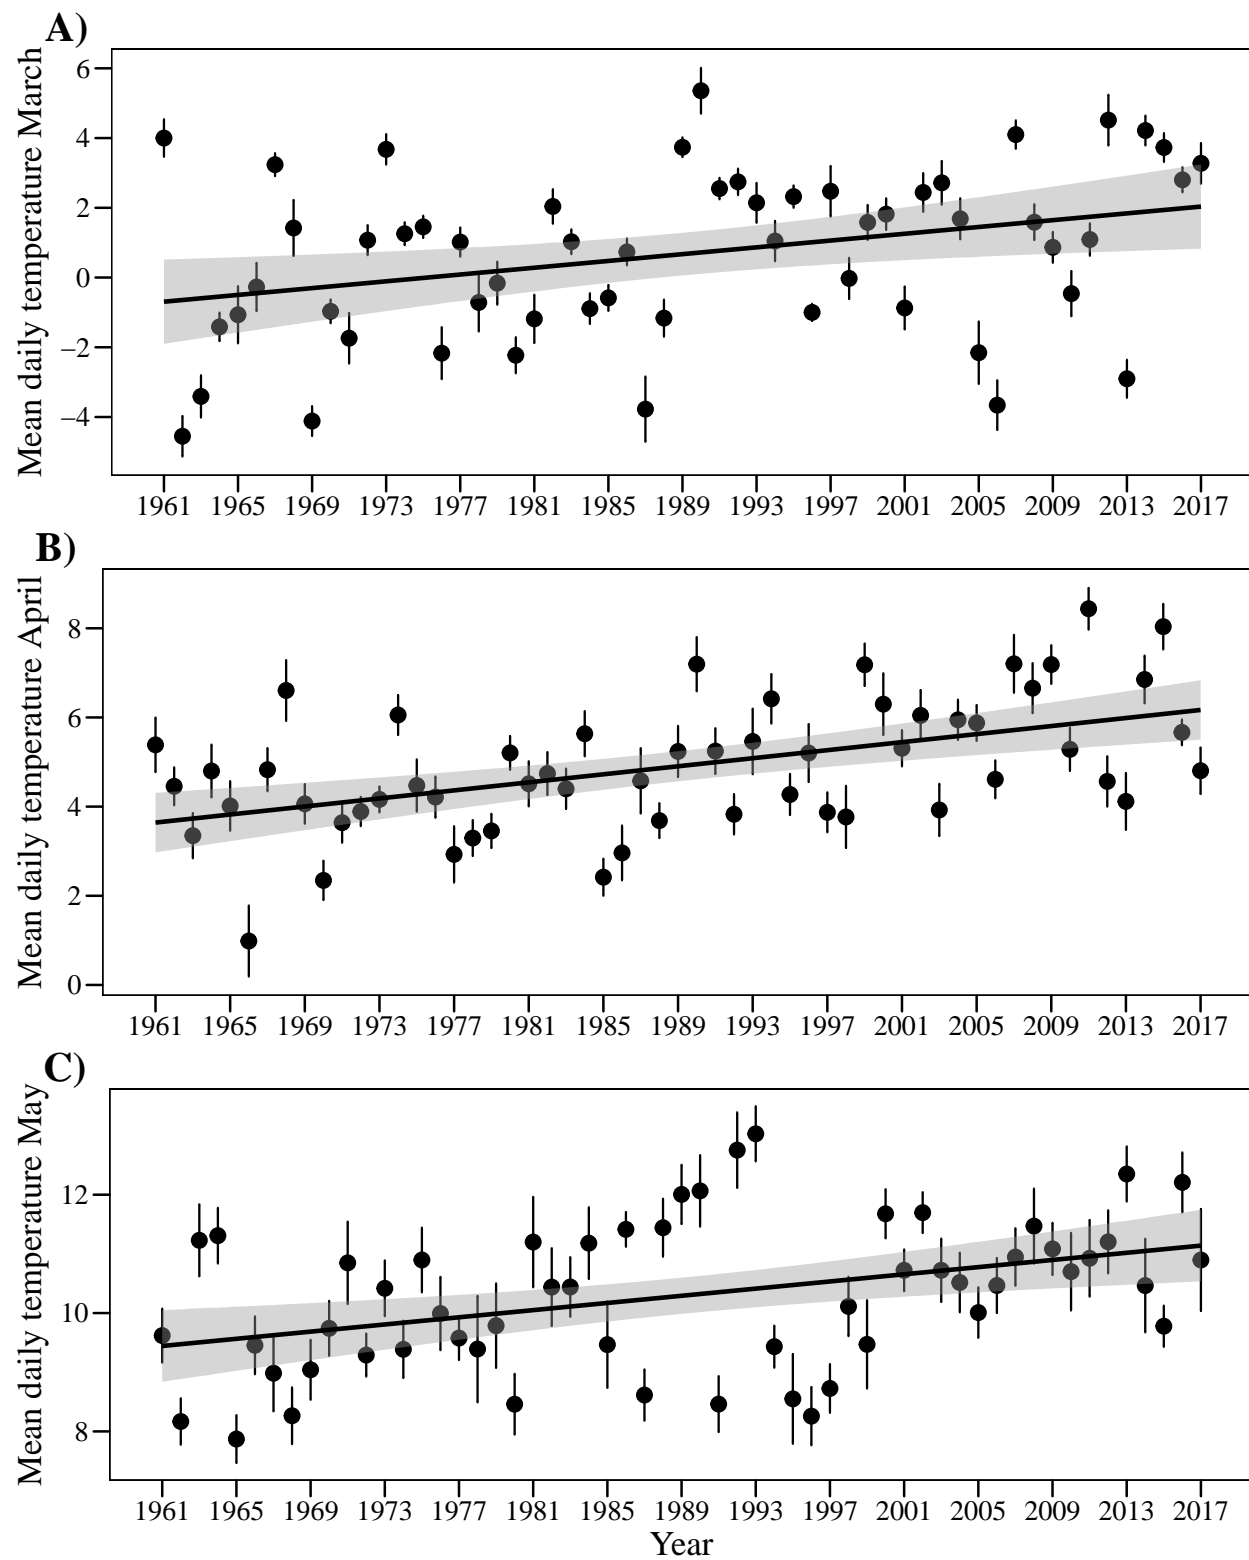 A)
Mean daily temperature March
6
4
2
0
−2
−4
1961 1965 1969 1973 1977 1981 1985 1989 1993 1997 2001 2005 2009 2013 2017
B)
Mean daily temperature April
8
6
4
2
0
1961 1965 1969 1973 1977 1981 1985 1989 1993 1997 2001 2005 2009 2013 2017
C)
Mean daily temperature May
12
10
8
1961 1965 1969 1973 1977 1981 1985 1989 1993 1997 2001 2005 2009 2013 2017
Year